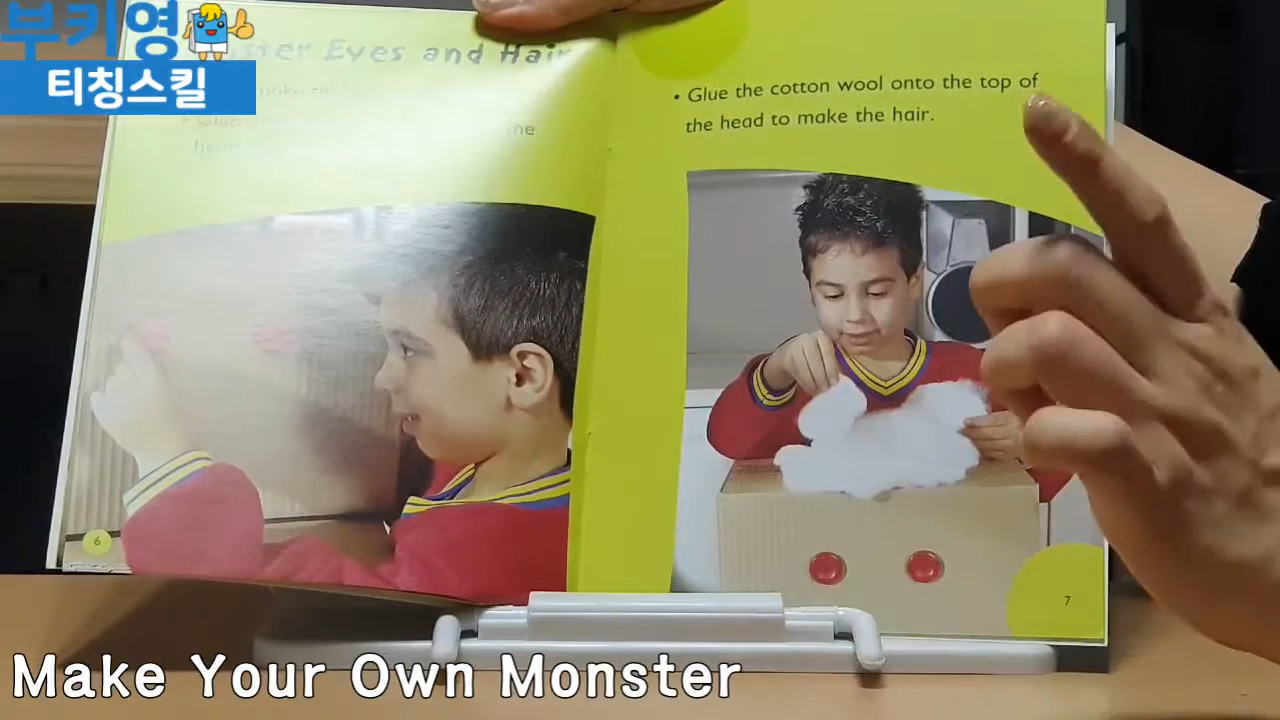 부키영
티칭스킬
Eyes and Hair
the
• Glue the cotton wool onto the top of
the head to make the hair.
6
7
Make Your Own Monster